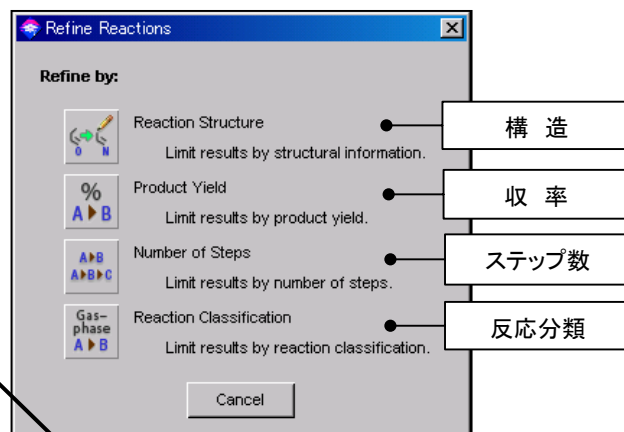 Refine Reactions
Refine by:
O N
Reaction Structure
Limit results by structural information.
構 造
%
A▶B
Product Yield
Limit results by product yield.
収 率
A▶B
A▶B▶C
Number of Steps
Limit results by number of steps.
ステップ数
Gas-
phase
A▶B
Reaction Classification
Limit results by reaction classification.
反応分類
Cancel